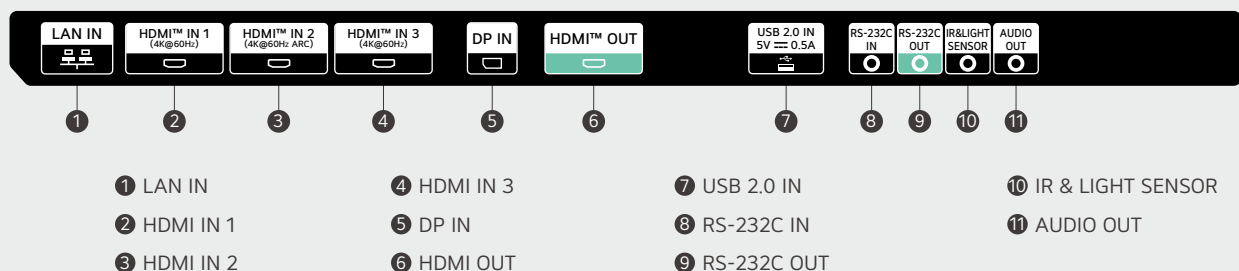 LAN IN
HDMI™ IN 1
(4K@60Hz)
HDMI™ IN 2
(4K@60Hz ARC)
HDMI™ IN 3
(4K@60Hz)
DP IN
HDMI™ OUT
USB 2.0 IN
5V ⎓ 0.5A
RS-232C
IN
RS-232C
OUT
IR&LIGHT
SENSOR
AUDIO
OUT
1 2 3 4 5 6 7 8 9 10 11
1 LAN IN
2 HDMI IN 1
3 HDMI IN 2
4 HDMI IN 3
5 DP IN
6 HDMI OUT
7 USB 2.0 IN
8 RS-232C IN
9 RS-232C OUT
10 IR & LIGHT SENSOR
11 AUDIO OUT